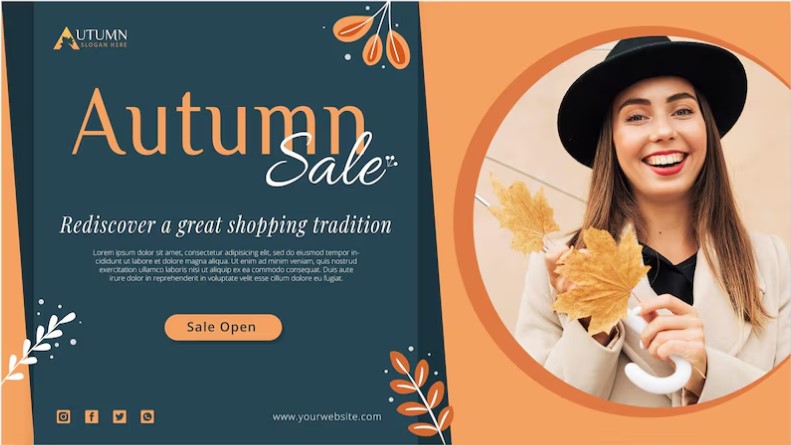 AUTUMN
SLOGAN HERE
Autumn
Sale
Rediscover a great shopping tradition
Lorem ipsum dolor sit amet, consectetur adipisicing elit, sed do eiusmod tempor in-
cididunt ut labore et dolore magna aliqua. Ut enim ad minim veniam, quis nostrud
exercitation ullamco laboris nisi ut aliquip ex ea commodo consequat. Duis aute
irure dolor in reprehenderit in voluptate velit esse cillum dolore eu fugiat.
Sale Open
www.yourwebsite.com